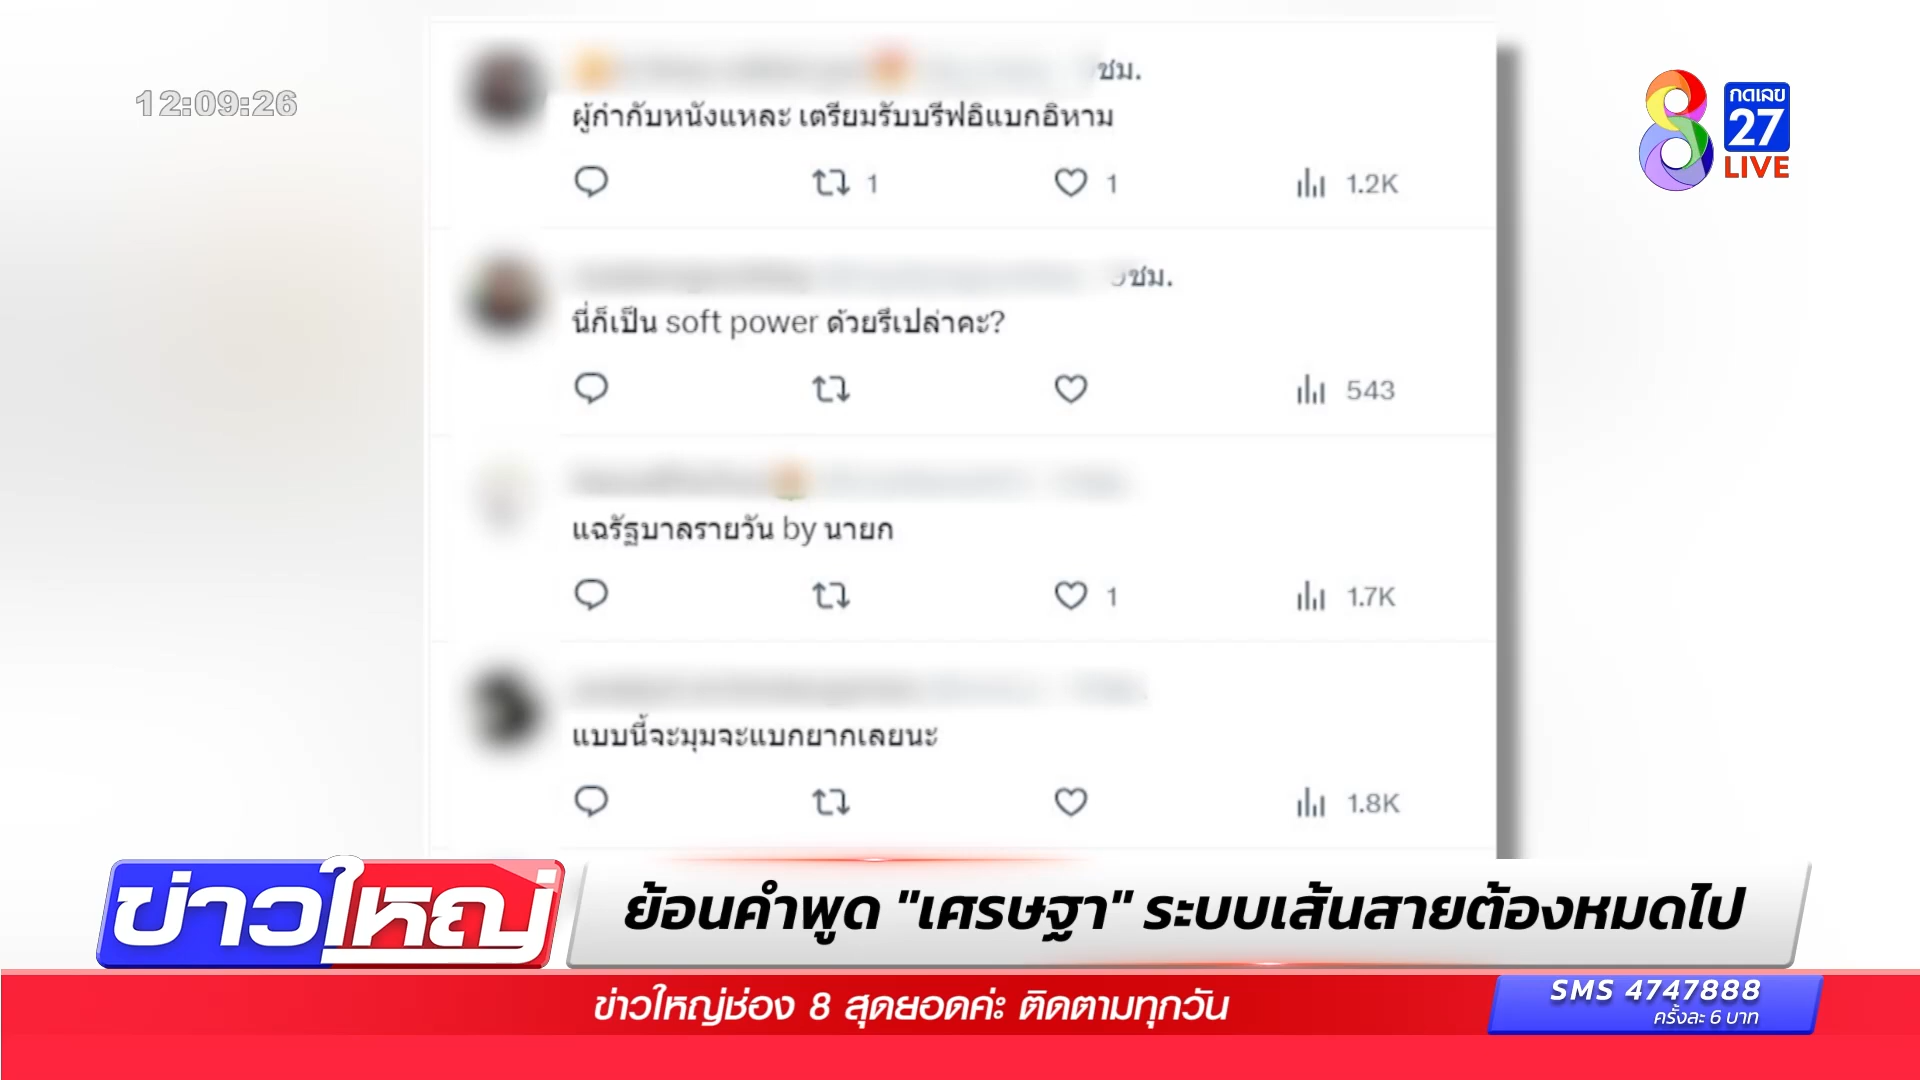 12:09:26
กดเลข
8 27
LIVE
ชม.
ผู้กำกับหนังแหละ เตรียมรับบรีฟอิแบกอิหาม
1 1 1.2K
9ชม.
นี่ก็เป็น soft power ด้วยรึเปล่าคะ?
543
แฉรัฐบาลรายวัน by นายก
1 1.7K
แบบนี้จะมุมจะแบกยากเลยนะ
1.8K
ข่าวใหญ่
ย้อนคำพูด "เศรษฐา" ระบบเส้นสายต้องหมดไป
ข่าวใหญ่ช่อง 8 สุดยอดค่ะ ติดตามทุกวัน
SMS 4747888
ครั้งละ 6 บาท